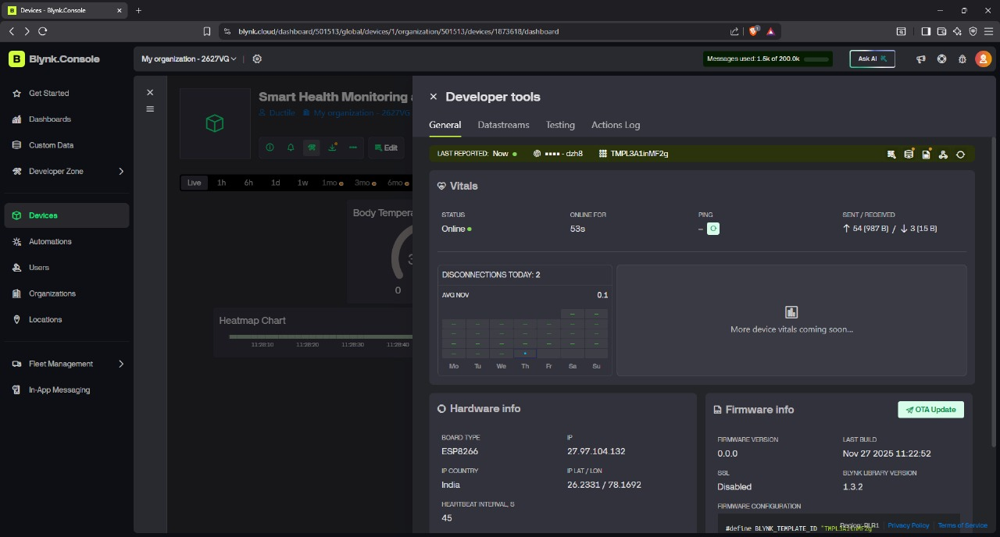 Devices - Blynk.Console
blynk.cloud/dashboard/501513/global/devices/1/organization/501513/devices/1873618/dashboard
B Blynk.Console
My organization - 2627VG
Messages used: 1.5k of 200.0k
Ask AI
Get Started
Dashboards
Custom Data
Developer Zone
Devices
Automations
Users
Organizations
Locations
Fleet Management
In-App Messaging
Smart Health Monitoring a
Ductile My organization - 2627VG
Edit
Live 1h 6h 1d 1w 1mo 3mo 6mo
Body Tempera
3
0
Heatmap Chart
11:28:10 11:28:20 11:28:30 11:28:40
Developer tools
General Datastreams Testing Actions Log
LAST REPORTED: Now - dzh8 TMPL3A1inMF2g
Vitals
STATUS ONLINE FOR PING SENT / RECEIVED
Online 53s – ↑ 54 (987 B) / ↓ 3 (15 B)
DISCONNECTIONS TODAY: 2
AVG NOV 0.1
Mo Tu We Th Fr Sa Su
More device vitals coming soon...
Hardware info
BOARD TYPE IP
ESP8266 27.97.104.132
IP COUNTRY IP LAT / LON
India 26.2331 / 78.1692
HEARTBEAT INTERVAL, S
45
Firmware info
OTA Update
FIRMWARE VERSION LAST BUILD
0.0.0 Nov 27 2025 11:22:52
SSL BLYNK LIBRARY VERSION
Disabled 1.3.2
FIRMWARE CONFIGURATION
#define BLYNK_TEMPLATE_ID "TMPL3A1inMF2g"
Region: BLR1 Privacy Policy Terms of Service